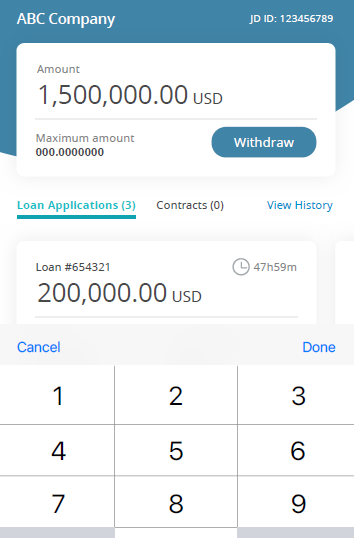 ABC Company
JD ID: 123456789
Amount
1,500,000.00 USD
Maximum amount
000.0000000
Withdraw
Loan Applications (3)
Contracts (0)
View History
Loan #654321
47h59m
200,000.00 USD
Cancel
Done
1 2 3
4 5 6
7 8 9